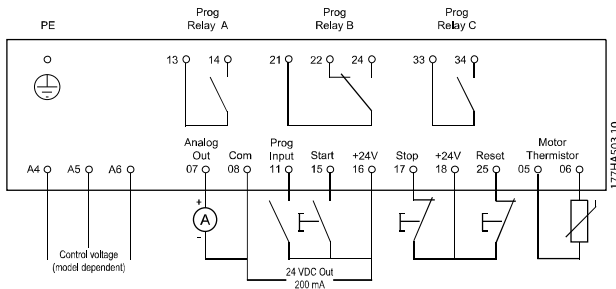 PE
Prog
Relay A
Prog
Relay B
Prog
Relay C
13 14 21 22 24 33 34
Analog
Out
07
Com
08
Prog
Input
11
Start
15
+24V
16
Stop
17
+24V
18
Reset
25
Motor
Thermistor
05 06
A4 A5 A6
177HA503.10
+
A
-
Control voltage
(model dependent)
24 VDC Out
200 mA